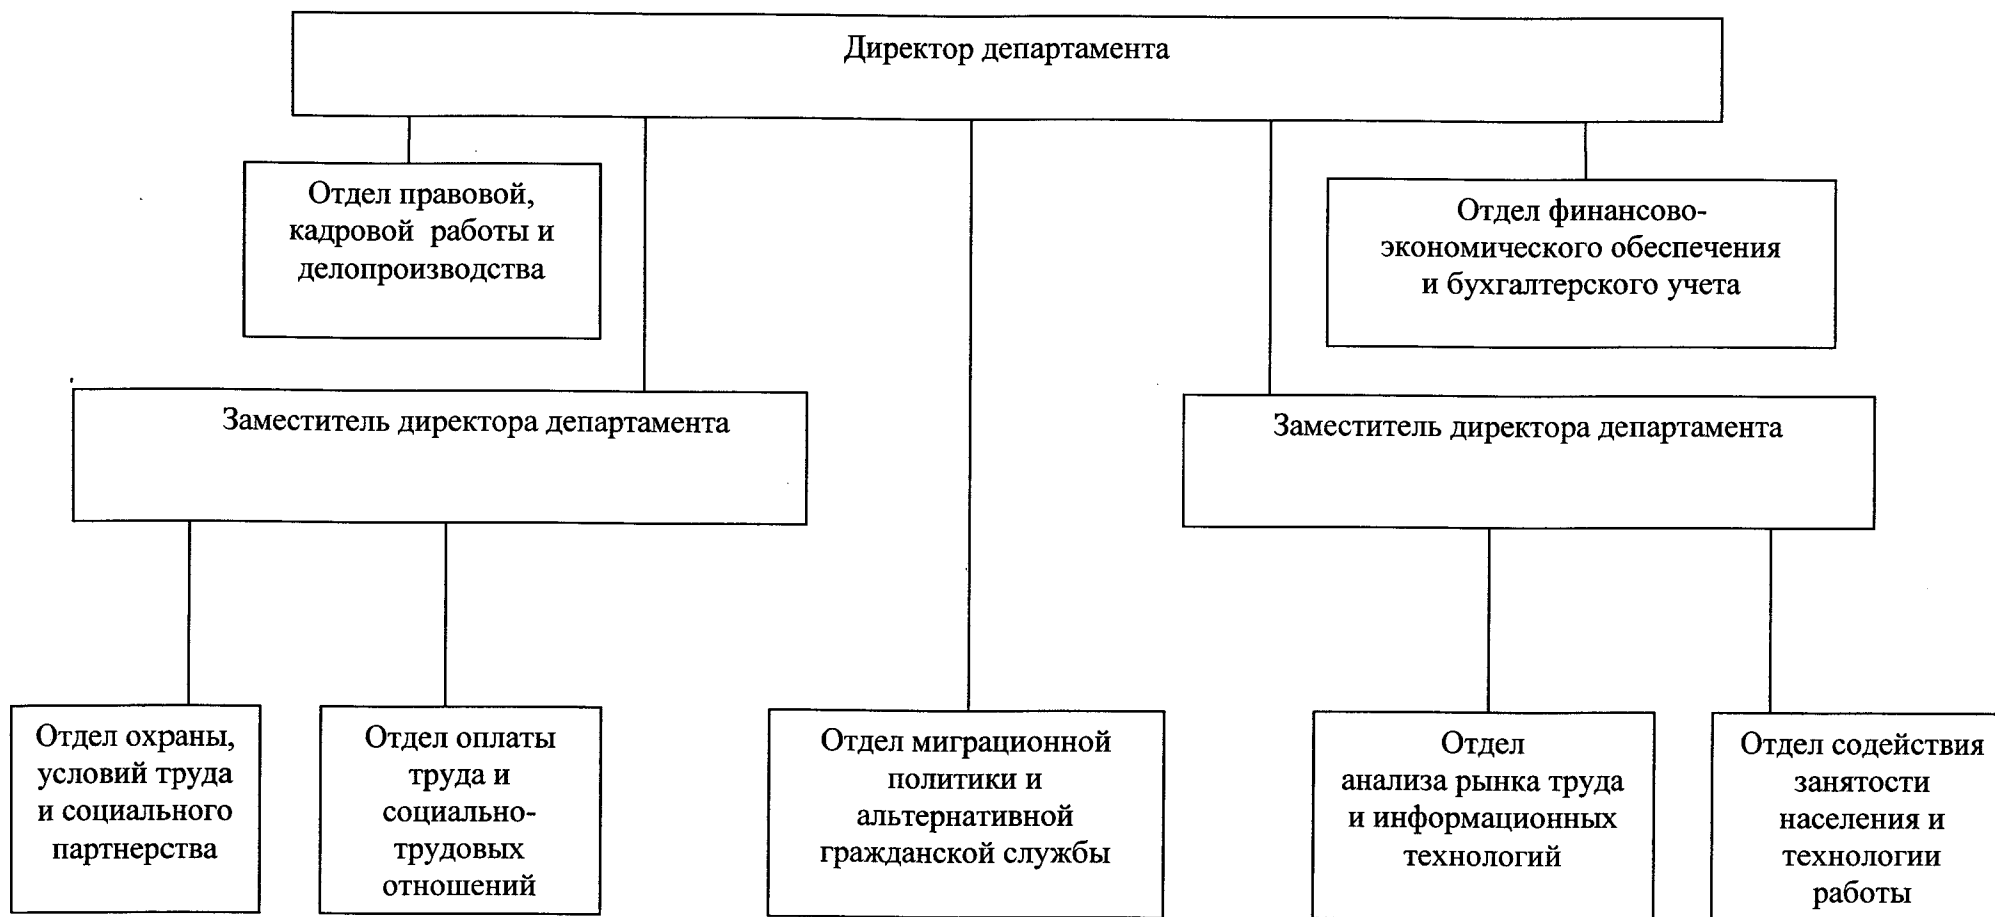 Директор департамента
Отдел правовой,
кадровой работы и
делопроизводства
Отдел финансово-
экономического обеспечения
и бухгалтерского учета
Заместитель директора департамента
Заместитель директора департамента
Отдел охраны,
условий труда
и социального
партнерства
Отдел оплаты
труда и
социально-
трудовых
отношений
Отдел миграционной
политики и
альтернативной
гражданской службы
Отдел
анализа рынка труда
и информационных
технологий
Отдел содействия
занятости
населения и
технологии
работы